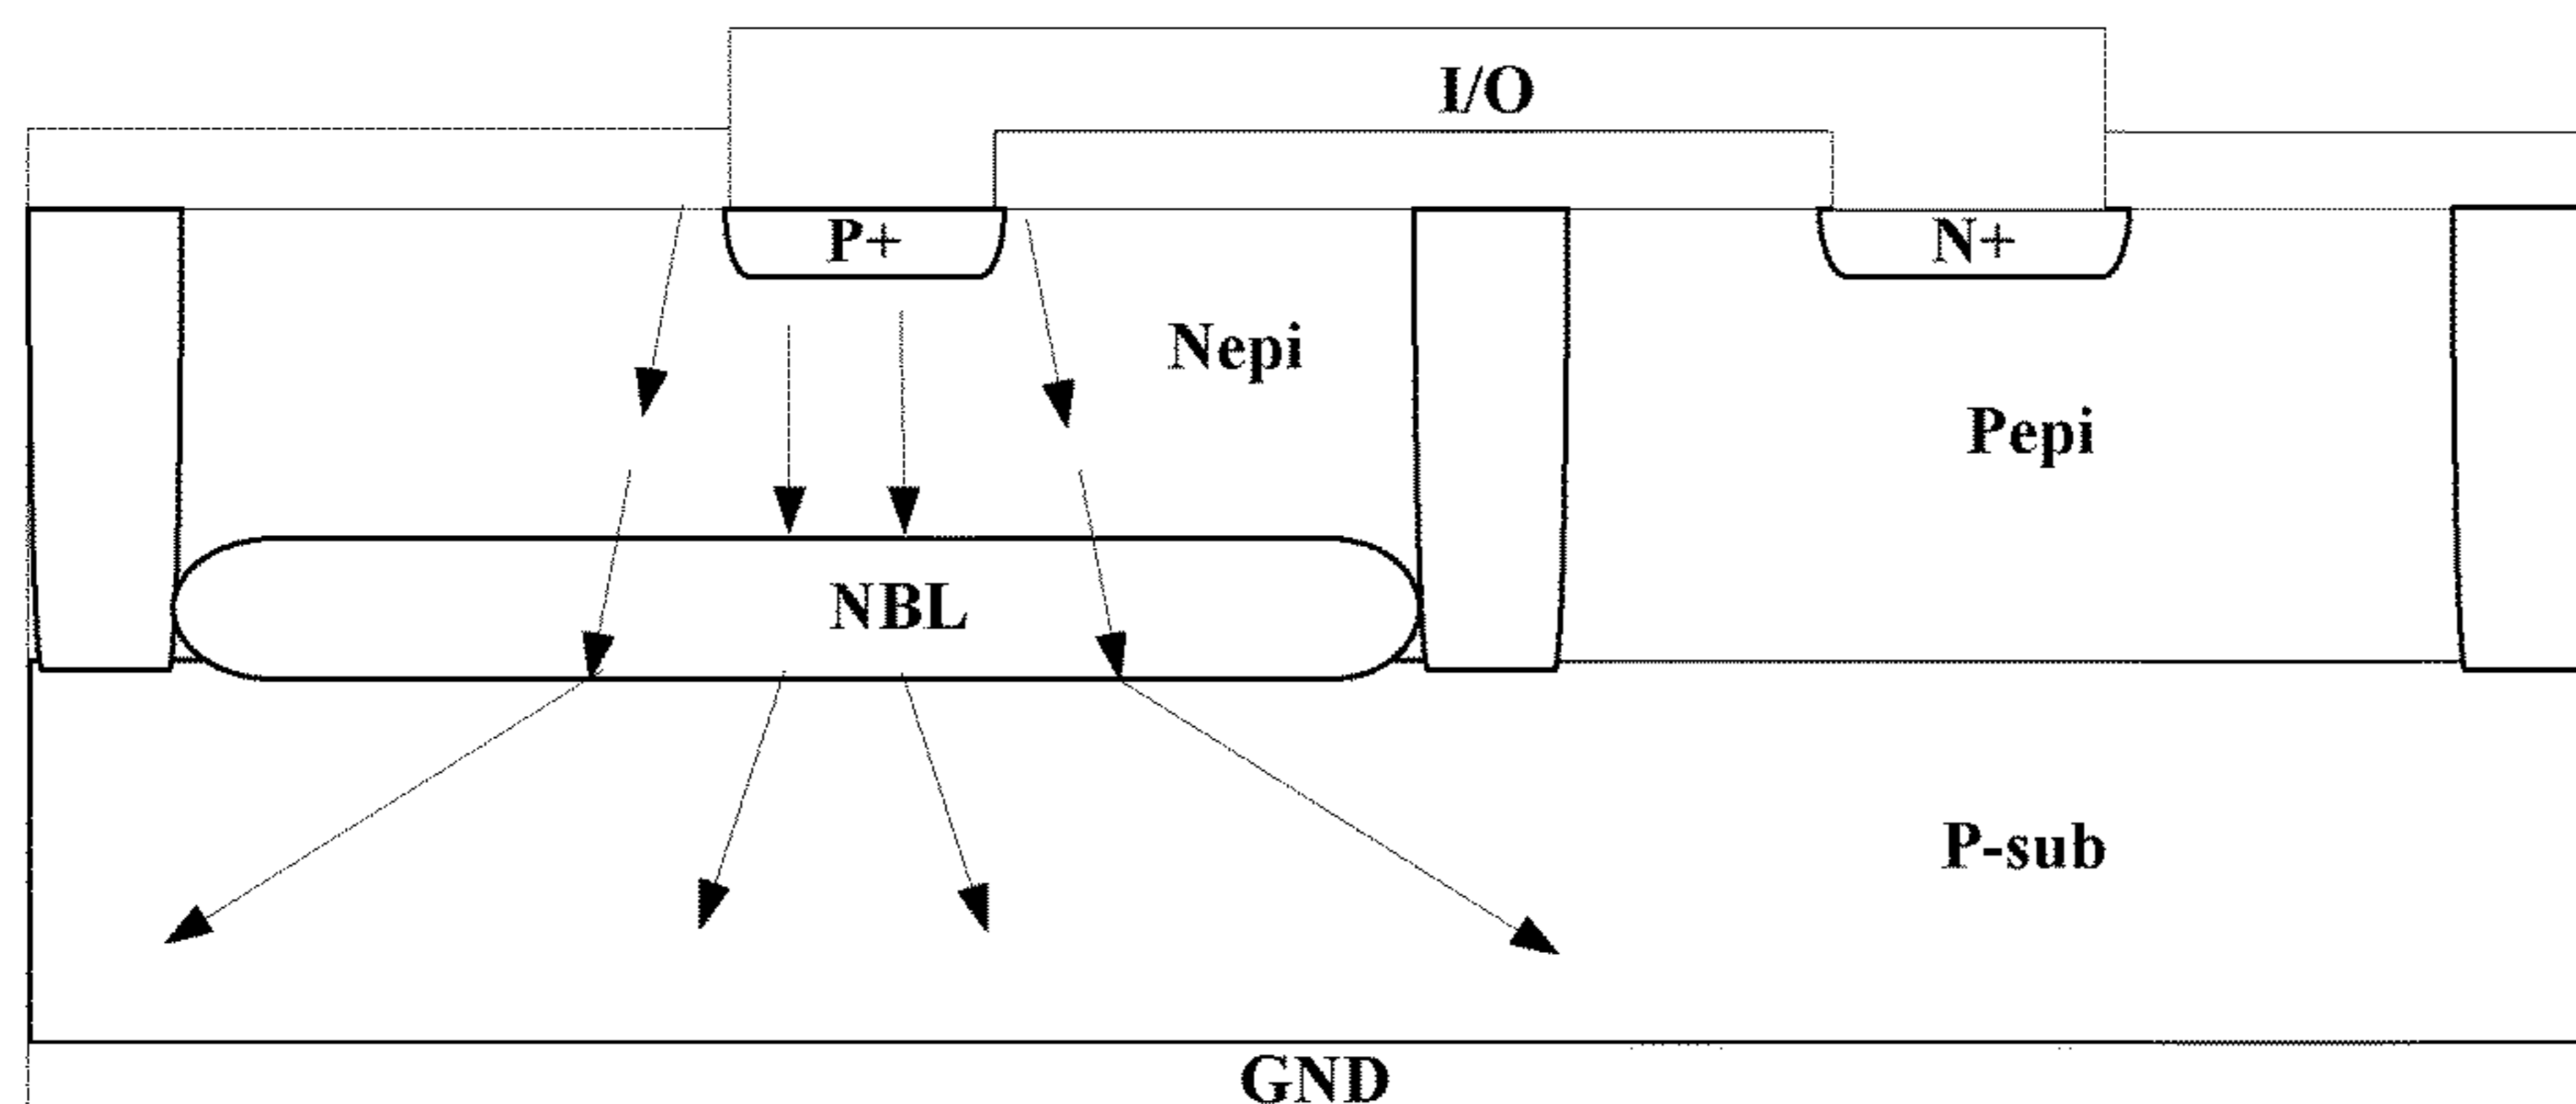 I/O
P+
N+
Nepi
Pepi
NBL
P-sub
GND